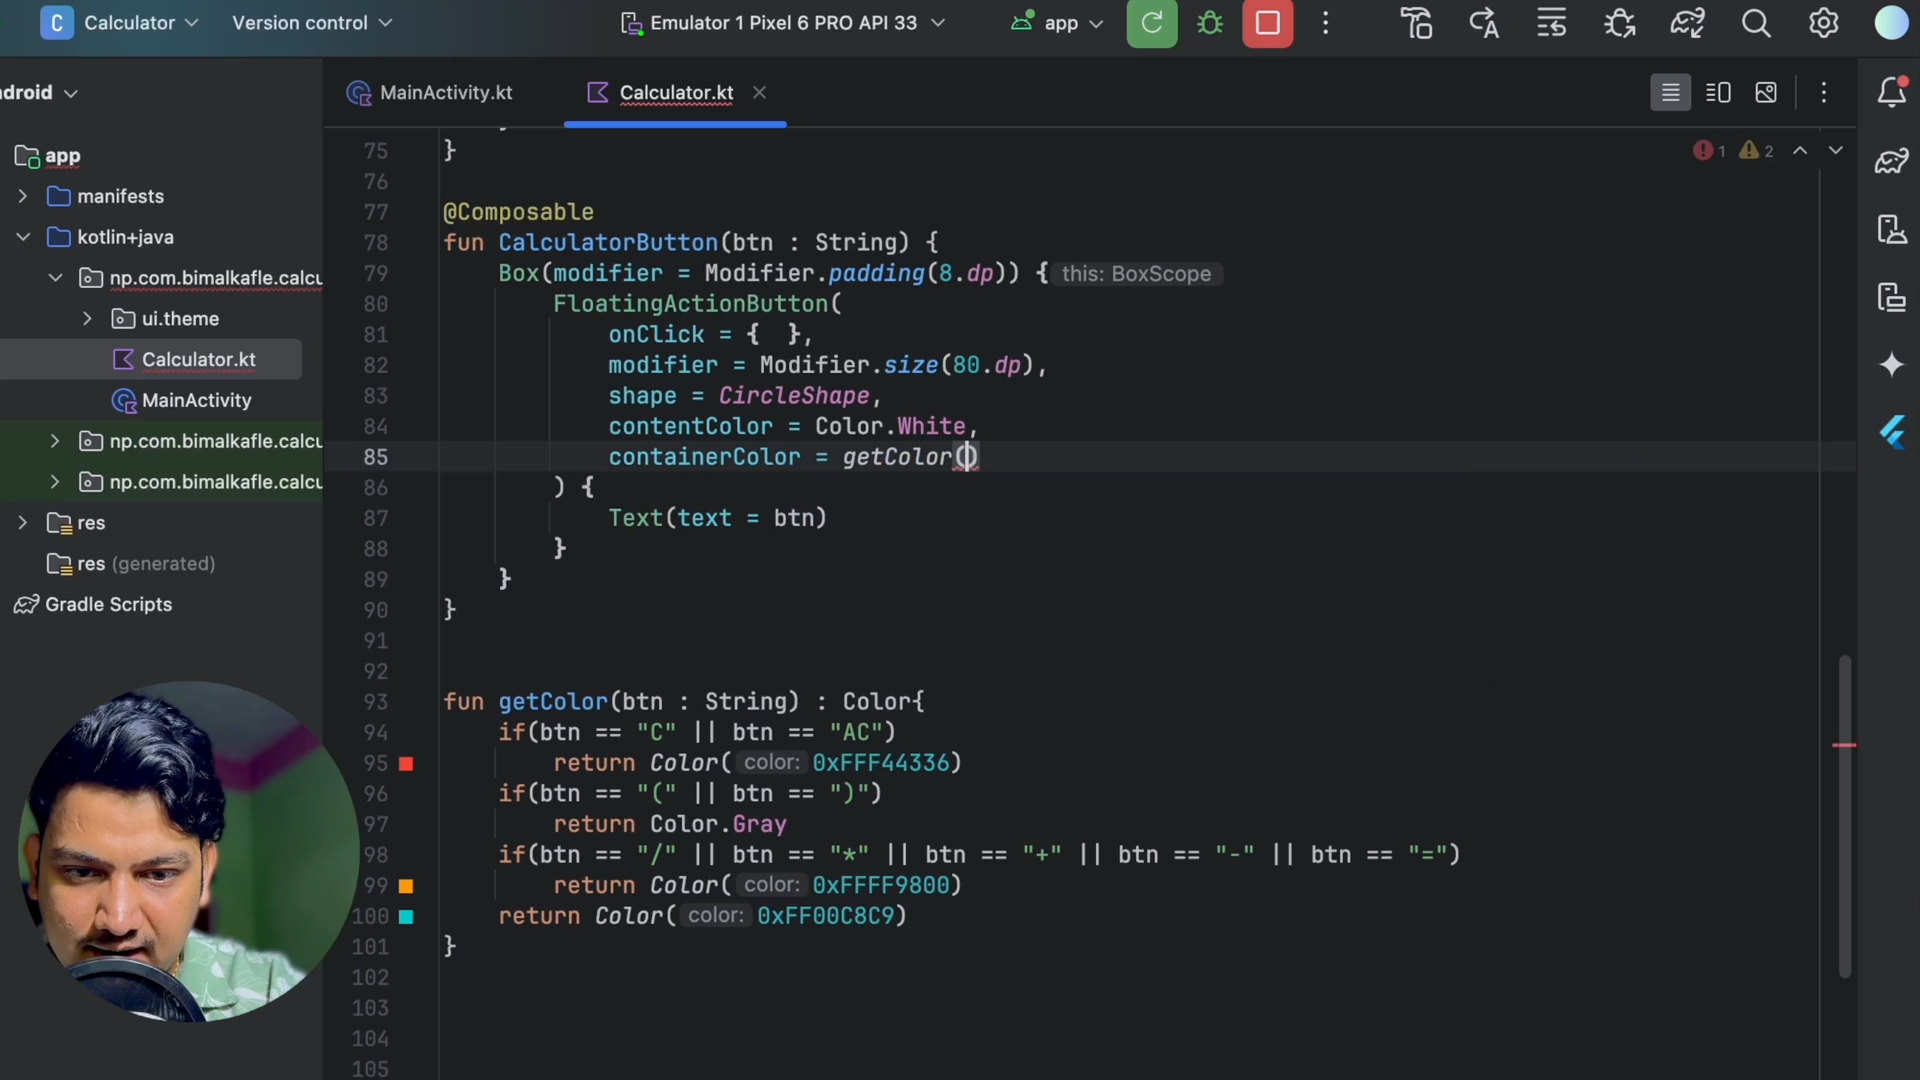 C Calculator Version control Emulator 1 Pixel 6 PRO API 33 app
Android
MainActivity.kt Calculator.kt
app
manifests
kotlin+java
np.com.bimalkafle.calcu
ui.theme
Calculator.kt
MainActivity
np.com.bimalkafle.calcu
np.com.bimalkafle.calcu
res
res (generated)
Gradle Scripts
1 2
75 }
76
77 @Composable
78 fun CalculatorButton(btn : String) {
79 Box(modifier = Modifier.padding(8.dp)) { this: BoxScope
80 FloatingActionButton(
81 onClick = {  },
82 modifier = Modifier.size(80.dp),
83 shape = CircleShape,
84 contentColor = Color.White,
85 containerColor = getColor()
86 ) {
87 Text(text = btn)
88 }
89 }
90 }
91
92
93 fun getColor(btn : String) : Color{
94 if(btn == "C" || btn == "AC")
95 return Color( color: 0xFFF44336)
96 if(btn == "(" || btn == ")")
97 return Color.Gray
98 if(btn == "/" || btn == "*" || btn == "+" || btn == "-" || btn == "=")
99 return Color( color: 0xFFFF9800)
100 return Color( color: 0xFF00C8C9)
101 }
102
103
104
105